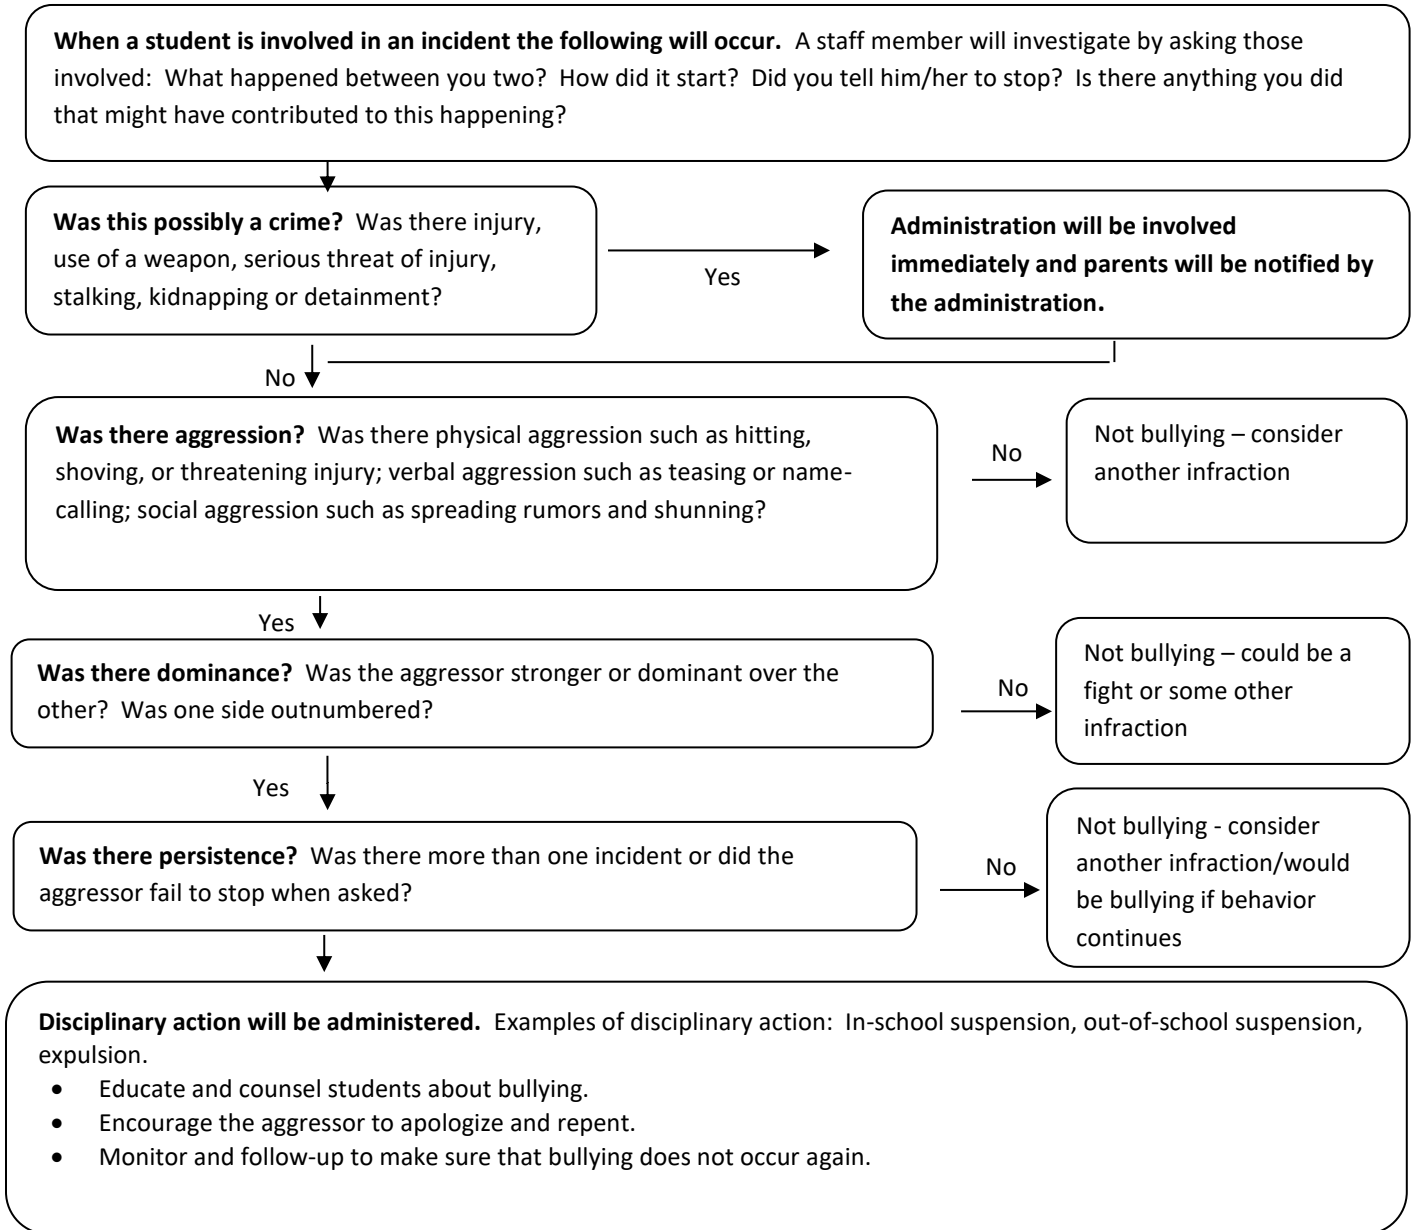 When a student is involved in an incident the following will occur.  A staff member will investigate by asking those
involved:  What happened between you two?  How did it start?  Did you tell him/her to stop?  Is there anything you did
that might have contributed to this happening?
Was this possibly a crime?  Was there injury,
use of a weapon, serious threat of injury,
stalking, kidnapping or detainment?
Yes
Administration will be involved
immediately and parents will be notified by
the administration.
No
Was there aggression?  Was there physical aggression such as hitting,
shoving, or threatening injury; verbal aggression such as teasing or name-
calling; social aggression such as spreading rumors and shunning?
No
Not bullying – consider
another infraction
Yes
Was there dominance?  Was the aggressor stronger or dominant over the
other?  Was one side outnumbered?
No
Not bullying – could be a
fight or some other
infraction
Yes
Was there persistence?  Was there more than one incident or did the
aggressor fail to stop when asked?
No
Not bullying - consider
another infraction/would
be bullying if behavior
continues
Disciplinary action will be administered.  Examples of disciplinary action:  In-school suspension, out-of-school suspension,
expulsion.
• Educate and counsel students about bullying.
• Encourage the aggressor to apologize and repent.
• Monitor and follow-up to make sure that bullying does not occur again.